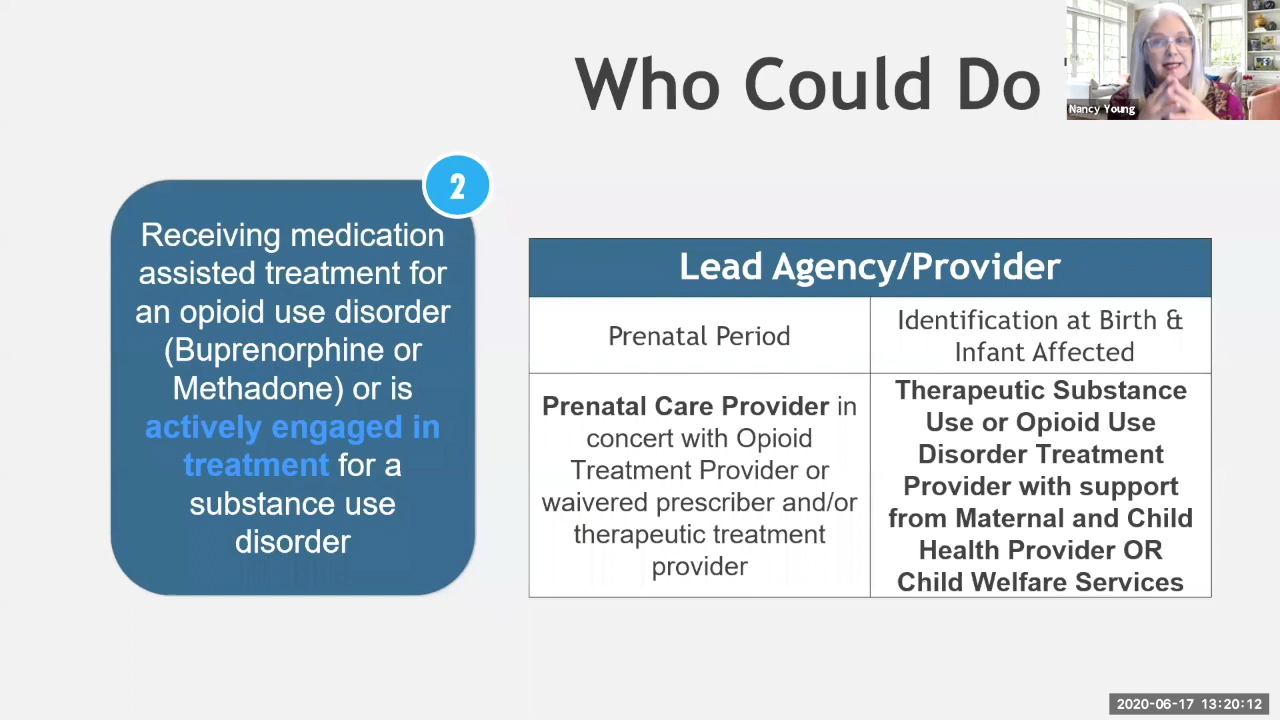 Who Could Do
Nancy Young
2
Receiving medication
assisted treatment for
an opioid use disorder
(Buprenorphine or
Methadone) or is
actively engaged in
treatment for a
substance use
disorder
Lead Agency/Provider
Prenatal Period
Identification at Birth &
Infant Affected
Prenatal Care Provider in
concert with Opioid
Treatment Provider or
waivered prescriber and/or
therapeutic treatment
provider
Therapeutic Substance
Use or Opioid Use
Disorder Treatment
Provider with support
from Maternal and Child
Health Provider OR
Child Welfare Services
2020-06-17 13:20:12